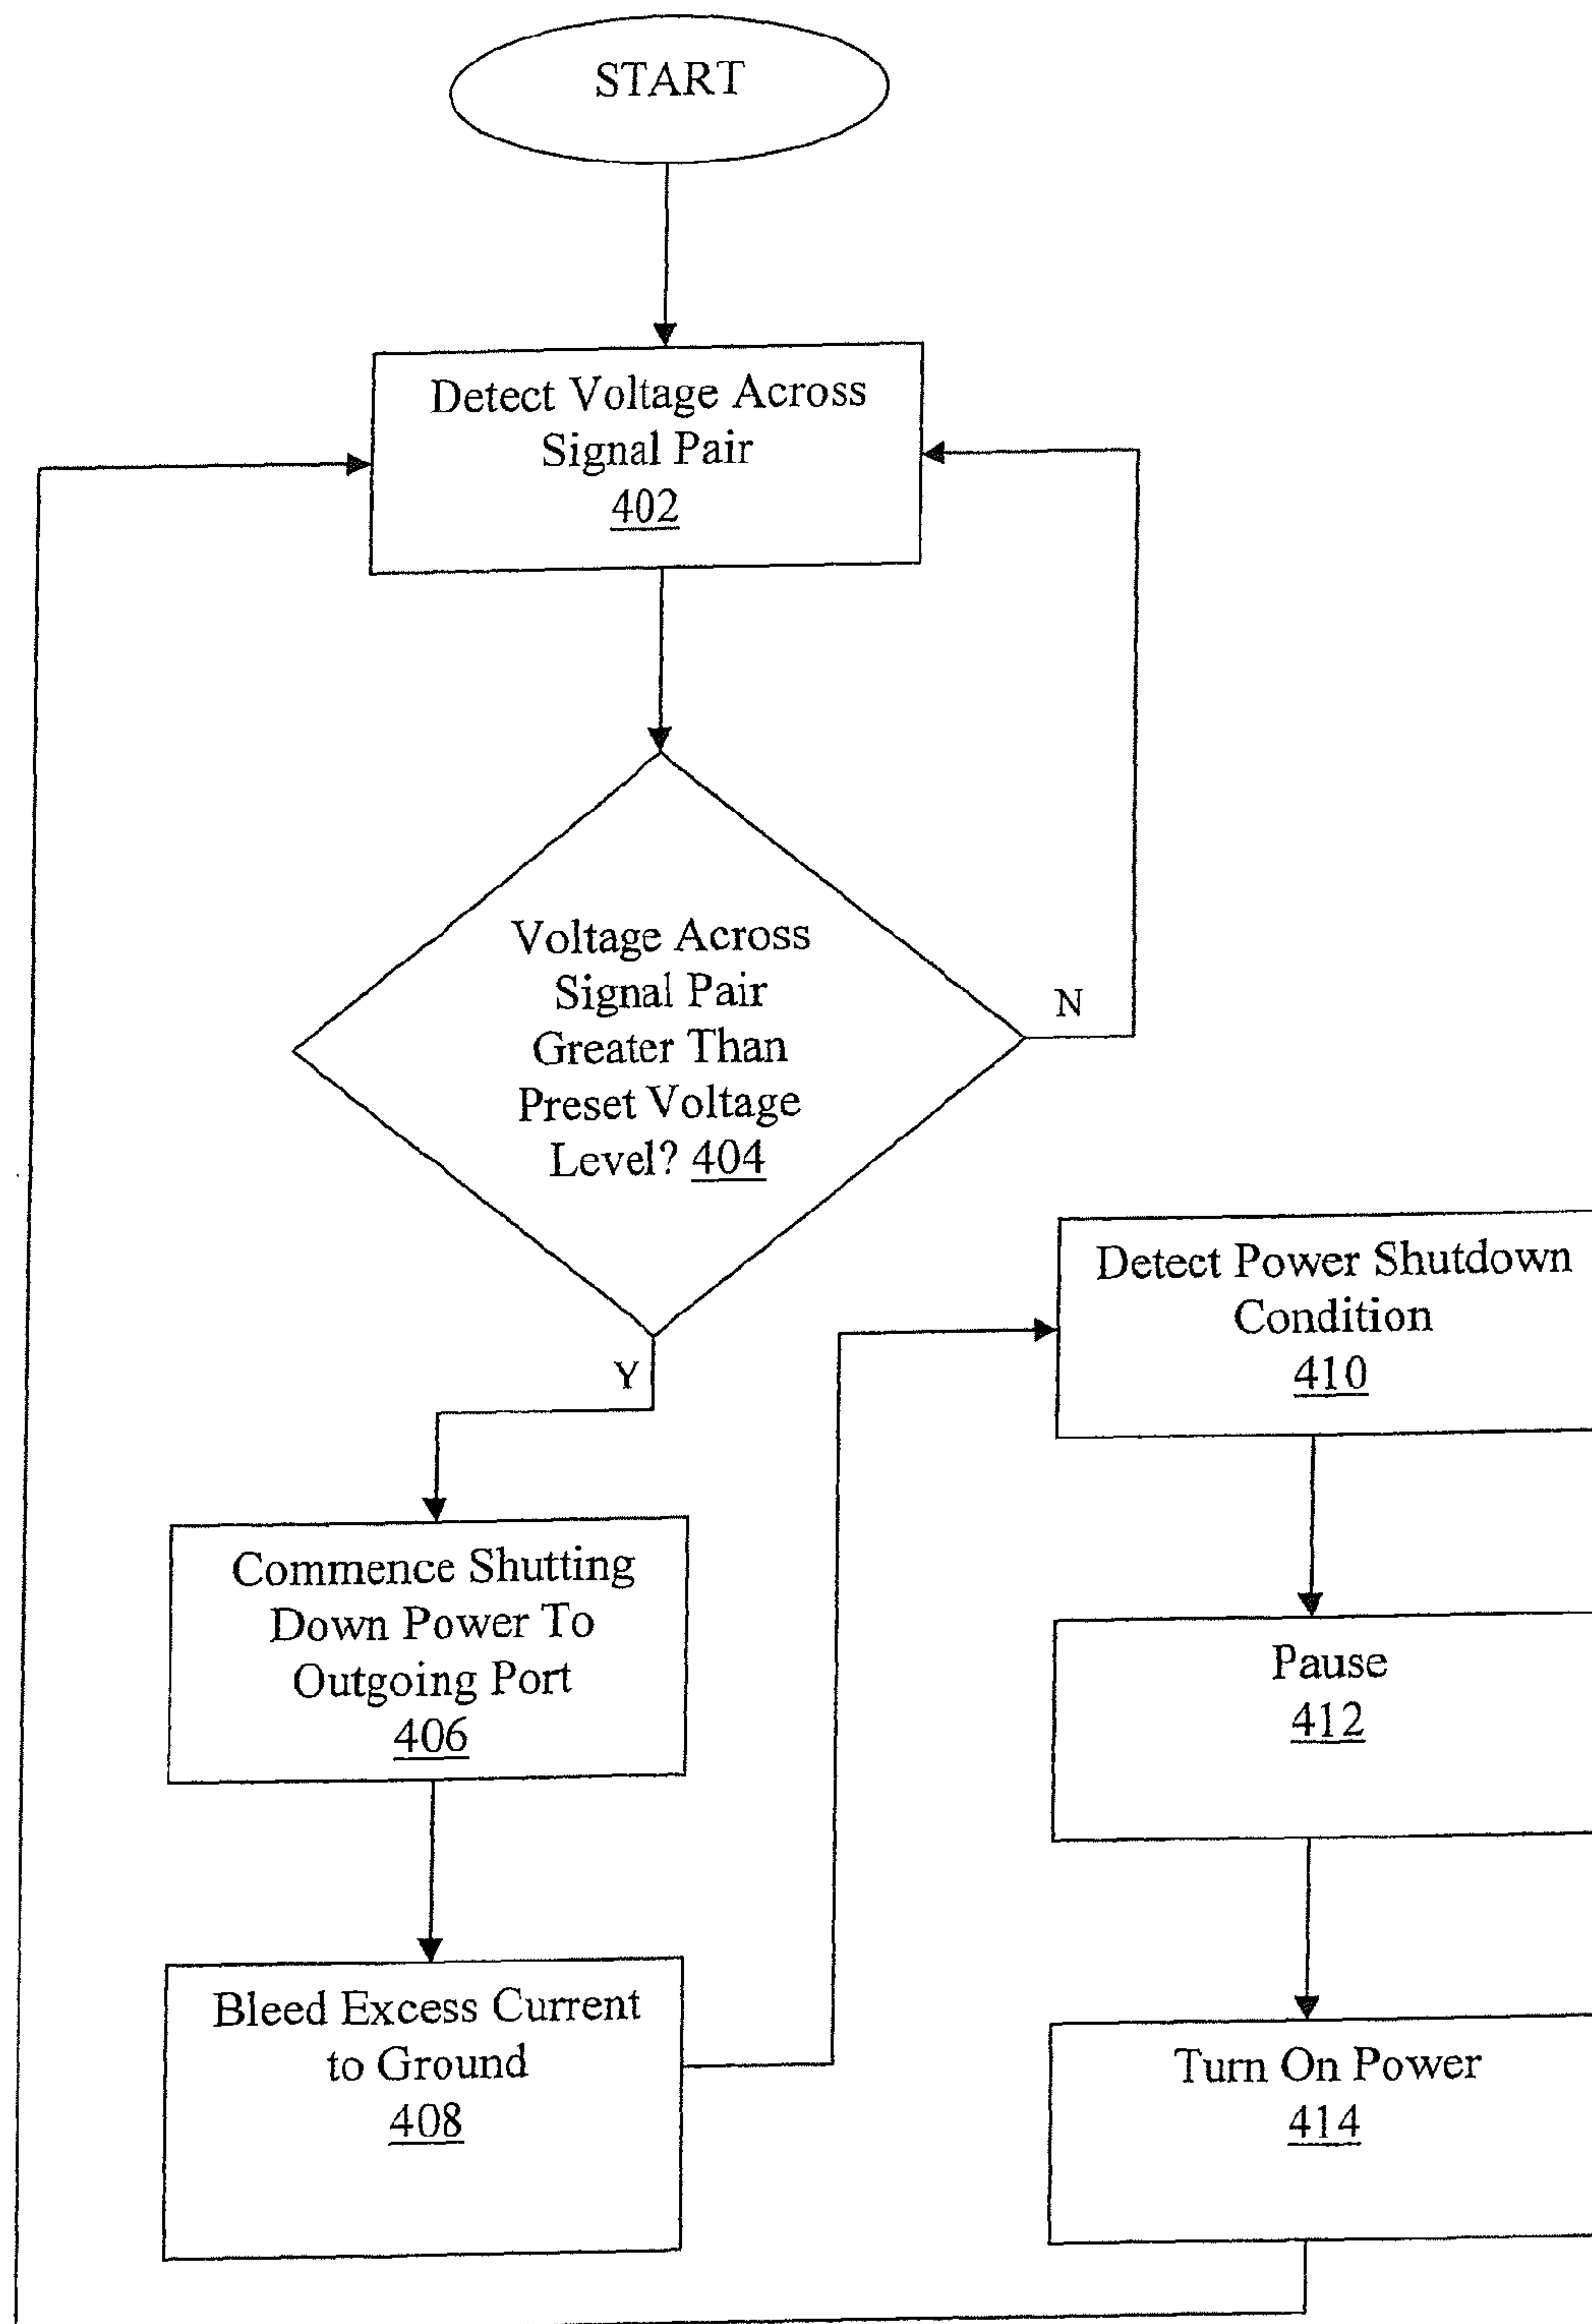 START
Detect Voltage Across
Signal Pair
402
Voltage Across
Signal Pair
Greater Than
Preset Voltage
Level? 404
N
Y
Commence Shutting
Down Power To
Outgoing Port
406
Bleed Excess Current
to Ground
408
Detect Power Shutdown
Condition
410
Pause
412
Turn On Power
414